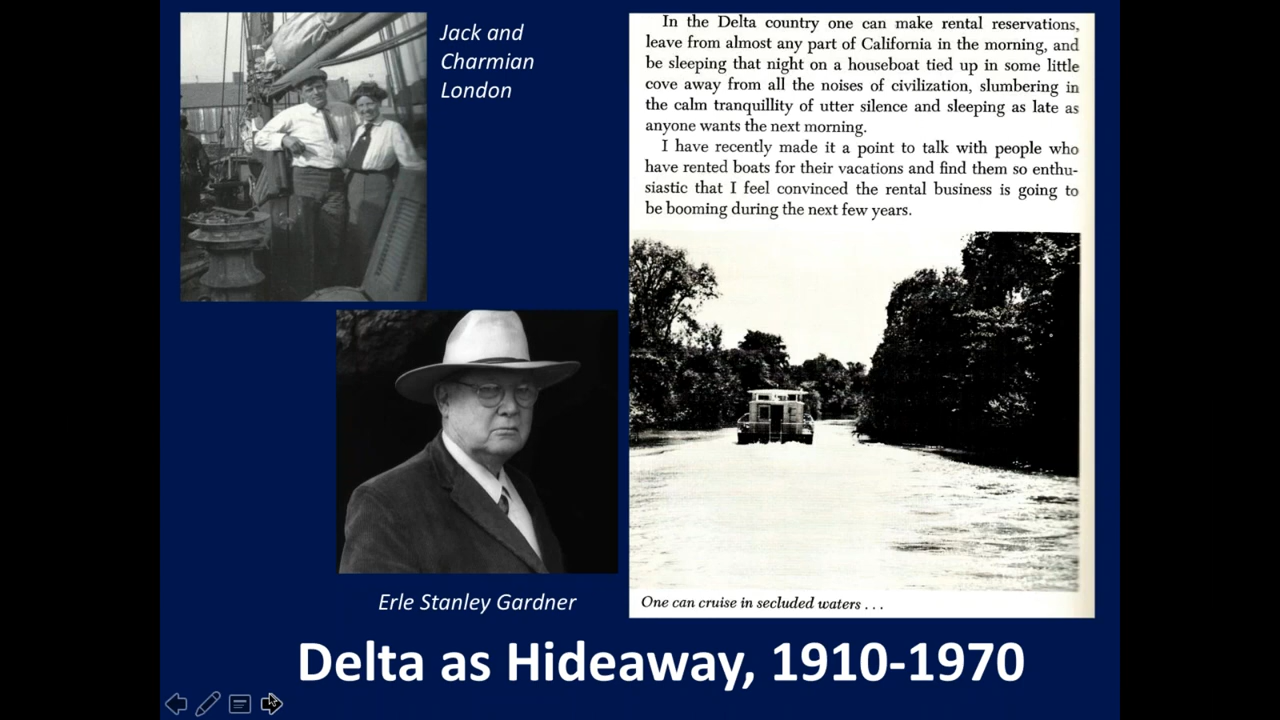 Jack and
Charmian
London
In the Delta country one can make rental reservations,
leave from almost any part of California in the morning, and
be sleeping that night on a houseboat tied up in some little
cove away from all the noises of civilization, slumbering in
the calm tranquillity of utter silence and sleeping as late as
anyone wants the next morning.
I have recently made it a point to talk with people who
have rented boats for their vacations and find them so enthu-
siastic that I feel convinced the rental business is going to
be booming during the next few years.
One can cruise in secluded waters . . .
Erle Stanley Gardner
Delta as Hideaway, 1910-1970